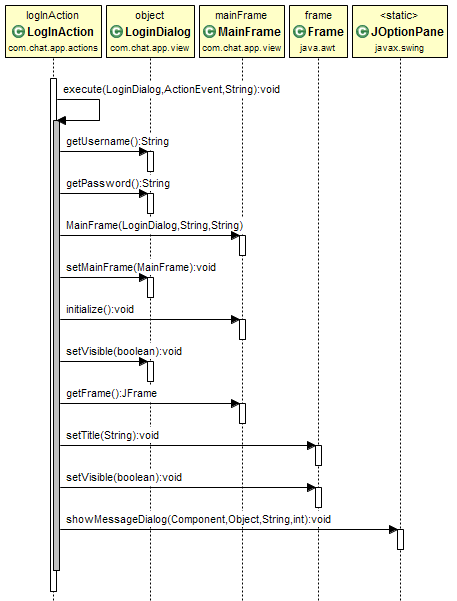 logInAction object mainFrame frame <static>
C LogInAction C LoginDialog C MainFrame C Frame C JOptionPane
com.chat.app.actions com.chat.app.view com.chat.app.view java.awt javax.swing
execute(LoginDialog,ActionEvent,String):void
getUsername():String
getPassword():String
MainFrame(LoginDialog,String,String)
setMainFrame(MainFrame):void
initialize():void
setVisible(boolean):void
getFrame():JFrame
setTitle(String):void
setVisible(boolean):void
showMessageDialog(Component,Object,String,int):void